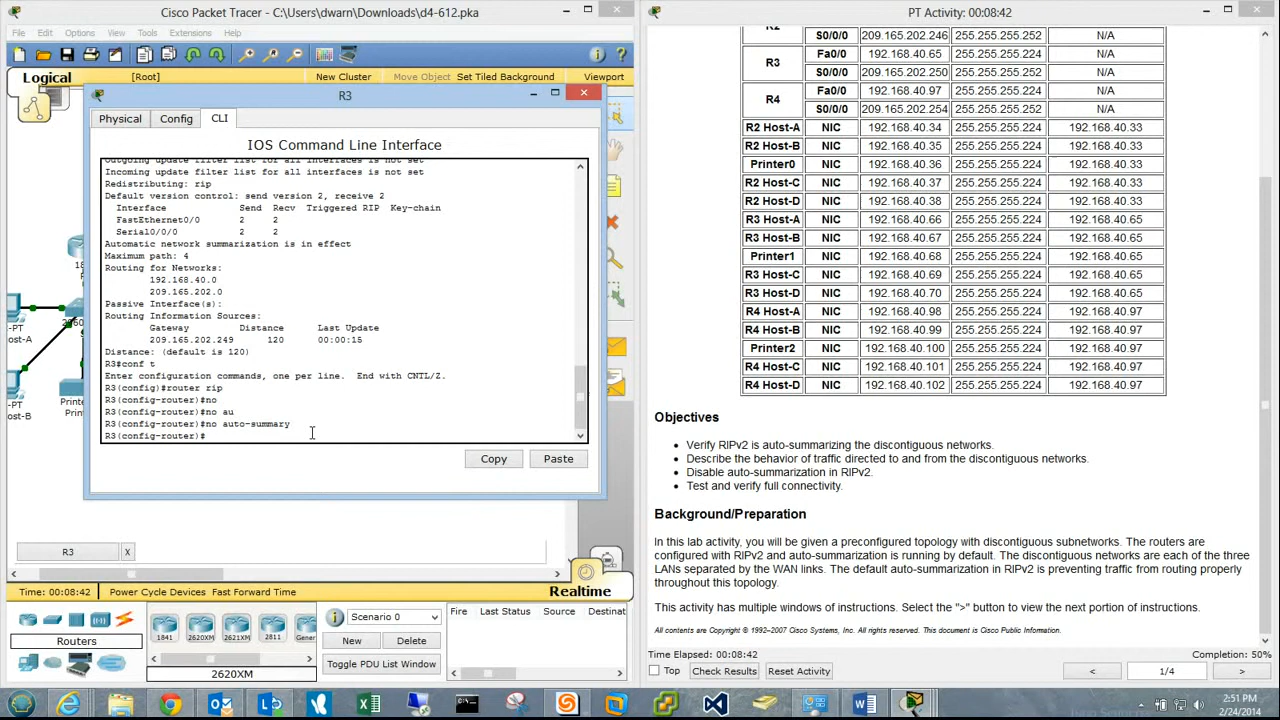 Cisco Packet Tracer - C:\Users\dwarn\Downloads\d4-612.pka
File Edit Options View Tools Extensions Help
Logical [Root] New Cluster Move Object Set Tiled Background Viewport
R3
Physical Config CLI
IOS Command Line Interface
Outgoing update filter list for all interfaces is not set
Incoming update filter list for all interfaces is not set
Redistributing: rip
Default version control: send version 2, receive 2
Interface Send Recv Triggered RIP Key-chain
FastEthernet0/0 2 2
Serial0/0/0 2 2
Automatic network summarization is in effect
Maximum path: 4
Routing for Networks:
192.168.40.0
209.165.202.0
Passive Interface(s):
Routing Information Sources:
Gateway Distance Last Update
209.165.202.249 120 00:00:15
Distance: (default is 120)
R3#conf t
Enter configuration commands, one per line. End with CNTL/Z.
R3(config)#router rip
R3(config-router)#no
R3(config-router)#no au
R3(config-router)#no auto-summary
R3(config-router)#
Copy Paste
-PT
ost-A
-PT
ost-B
R3 X
Time: 00:08:42 Power Cycle Devices Fast Forward Time Realtime
Routers
1841 2620XM 2621XM 2811 Gener
2620XM
Scenario 0
New Delete
Toggle PDU List Window
Fire Last Status Source Destinat
PT Activity: 00:08:42
R2
S0/0/0 209.165.202.246 255.255.255.252 N/A
R3
Fa0/0 192.168.40.65 255.255.255.224 N/A
S0/0/0 209.165.202.250 255.255.255.252 N/A
R4
Fa0/0 192.168.40.97 255.255.255.224 N/A
S0/0/0 209.165.202.254 255.255.255.252 N/A
R2 Host-A NIC 192.168.40.34 255.255.255.224 192.168.40.33
R2 Host-B NIC 192.168.40.35 255.255.255.224 192.168.40.33
Printer0 NIC 192.168.40.36 255.255.255.224 192.168.40.33
R2 Host-C NIC 192.168.40.37 255.255.255.224 192.168.40.33
R2 Host-D NIC 192.168.40.38 255.255.255.224 192.168.40.33
R3 Host-A NIC 192.168.40.66 255.255.255.224 192.168.40.65
R3 Host-B NIC 192.168.40.67 255.255.255.224 192.168.40.65
Printer1 NIC 192.168.40.68 255.255.255.224 192.168.40.65
R3 Host-C NIC 192.168.40.69 255.255.255.224 192.168.40.65
R3 Host-D NIC 192.168.40.70 255.255.255.224 192.168.40.65
R4 Host-A NIC 192.168.40.98 255.255.255.224 192.168.40.97
R4 Host-B NIC 192.168.40.99 255.255.255.224 192.168.40.97
Printer2 NIC 192.168.40.100 255.255.255.224 192.168.40.97
R4 Host-C NIC 192.168.40.101 255.255.255.224 192.168.40.97
R4 Host-D NIC 192.168.40.102 255.255.255.224 192.168.40.97
Objectives
Verify RIPv2 is auto-summarizing the discontiguous networks.
Describe the behavior of traffic directed to and from the discontiguous networks.
Disable auto-summarization in RIPv2.
Test and verify full connectivity.
Background/Preparation
In this lab activity, you will be given a preconfigured topology with discontiguous subnetworks. The routers are
configured with RIPv2 and auto-summarization is running by default. The discontiguous networks are each of the three
LANs separated by the WAN links. The default auto-summarization in RIPv2 is preventing traffic from routing properly
throughout this topology.
This activity has multiple windows of instructions. Select the ">" button to view the next portion of instructions.
All contents are Copyright © 1992–2007 Cisco Systems, Inc. All rights reserved. This document is Cisco Public Information.
Time Elapsed: 00:08:42 Completion: 50%
Top Check Results Reset Activity < 1/4 >
2:51 PM
2/24/2014